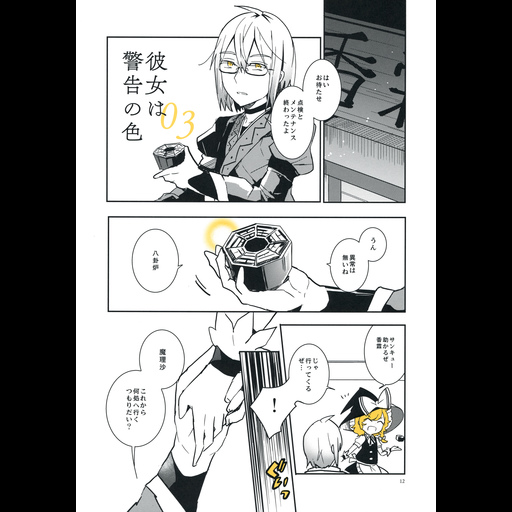 香霖
はい
お待たせ
点検と
メンテナンス
終わったよ
彼女は
警告の色
03
うん
異常は
無いね
八卦炉
サンキュー
助かるぜ
香霖
じゃ
行ってくる
ぜ…
!
ぐいっ
魔理沙
これから
何処へ行く
つもりだい?
12